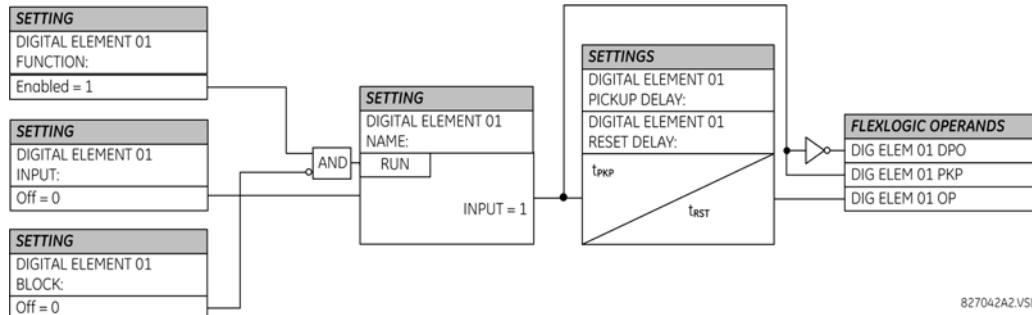 SETTING
DIGITAL ELEMENT 01
FUNCTION:
Enabled = 1
SETTING
DIGITAL ELEMENT 01
INPUT:
Off = 0
SETTING
DIGITAL ELEMENT 01
BLOCK:
Off = 0
AND
SETTING
DIGITAL ELEMENT 01
NAME:
RUN
INPUT = 1
SETTINGS
DIGITAL ELEMENT 01
PICKUP DELAY:
DIGITAL ELEMENT 01
RESET DELAY:
tPKP
tRST
FLEXLOGIC OPERANDS
DIG ELEM 01 DPO
DIG ELEM 01 PKP
DIG ELEM 01 OP